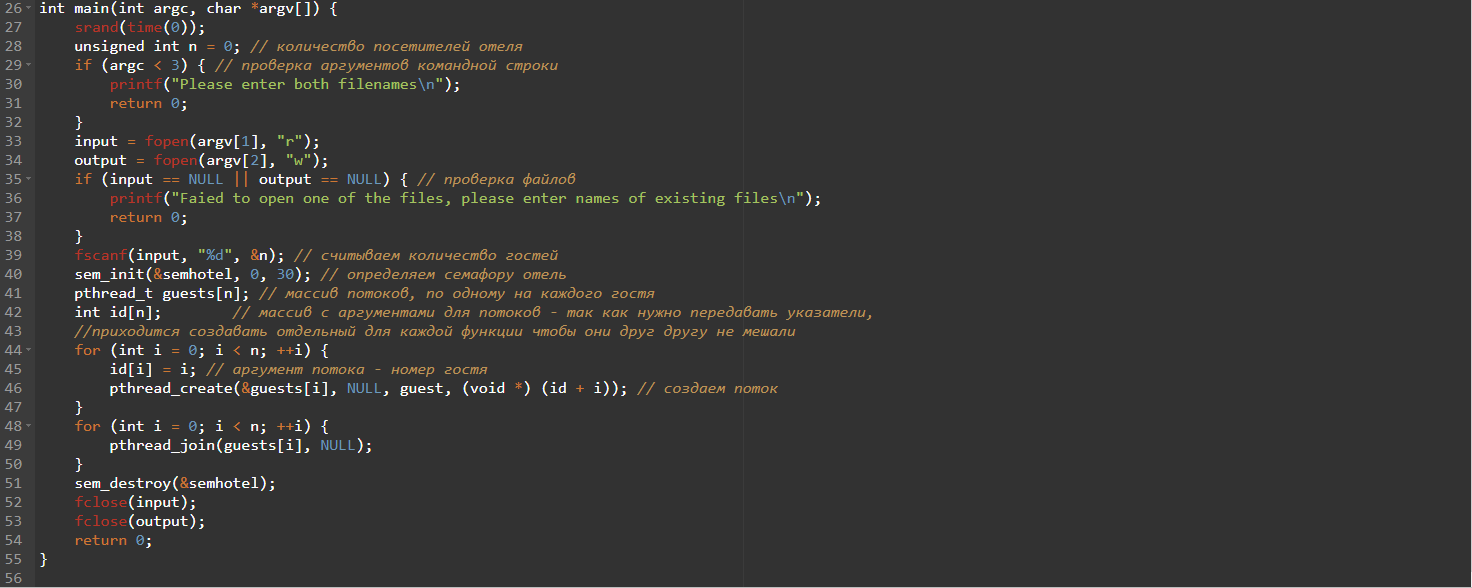 26 int main(int argc, char *argv[]) {
27     srand(time(0));
28     unsigned int n = 0; // количество посетителей отеля
29     if (argc < 3) { // проверка аргументов командной строки
30         printf("Please enter both filenames\n");
31         return 0;
32     }
33     input = fopen(argv[1], "r");
34     output = fopen(argv[2], "w");
35     if (input == NULL || output == NULL) { // проверка файлов
36         printf("Faied to open one of the files, please enter names of existing files\n");
37         return 0;
38     }
39     fscanf(input, "%d", &n); // считываем количество гостей
40     sem_init(&semhotel, 0, 30); // определяем семафору отель
41     pthread_t guests[n]; // массив потоков, по одному на каждого гостя
42     int id[n];        // массив с аргументами для потоков - так как нужно передавать указатели,
43     //приходится создавать отдельный для каждой функции чтобы они друг другу не мешали
44     for (int i = 0; i < n; ++i) {
45         id[i] = i; // аргумент потока - номер гостя
46         pthread_create(&guests[i], NULL, guest, (void *) (id + i)); // создаем поток
47     }
48     for (int i = 0; i < n; ++i) {
49         pthread_join(guests[i], NULL);
50     }
51     sem_destroy(&semhotel);
52     fclose(input);
53     fclose(output);
54     return 0;
55 }
56